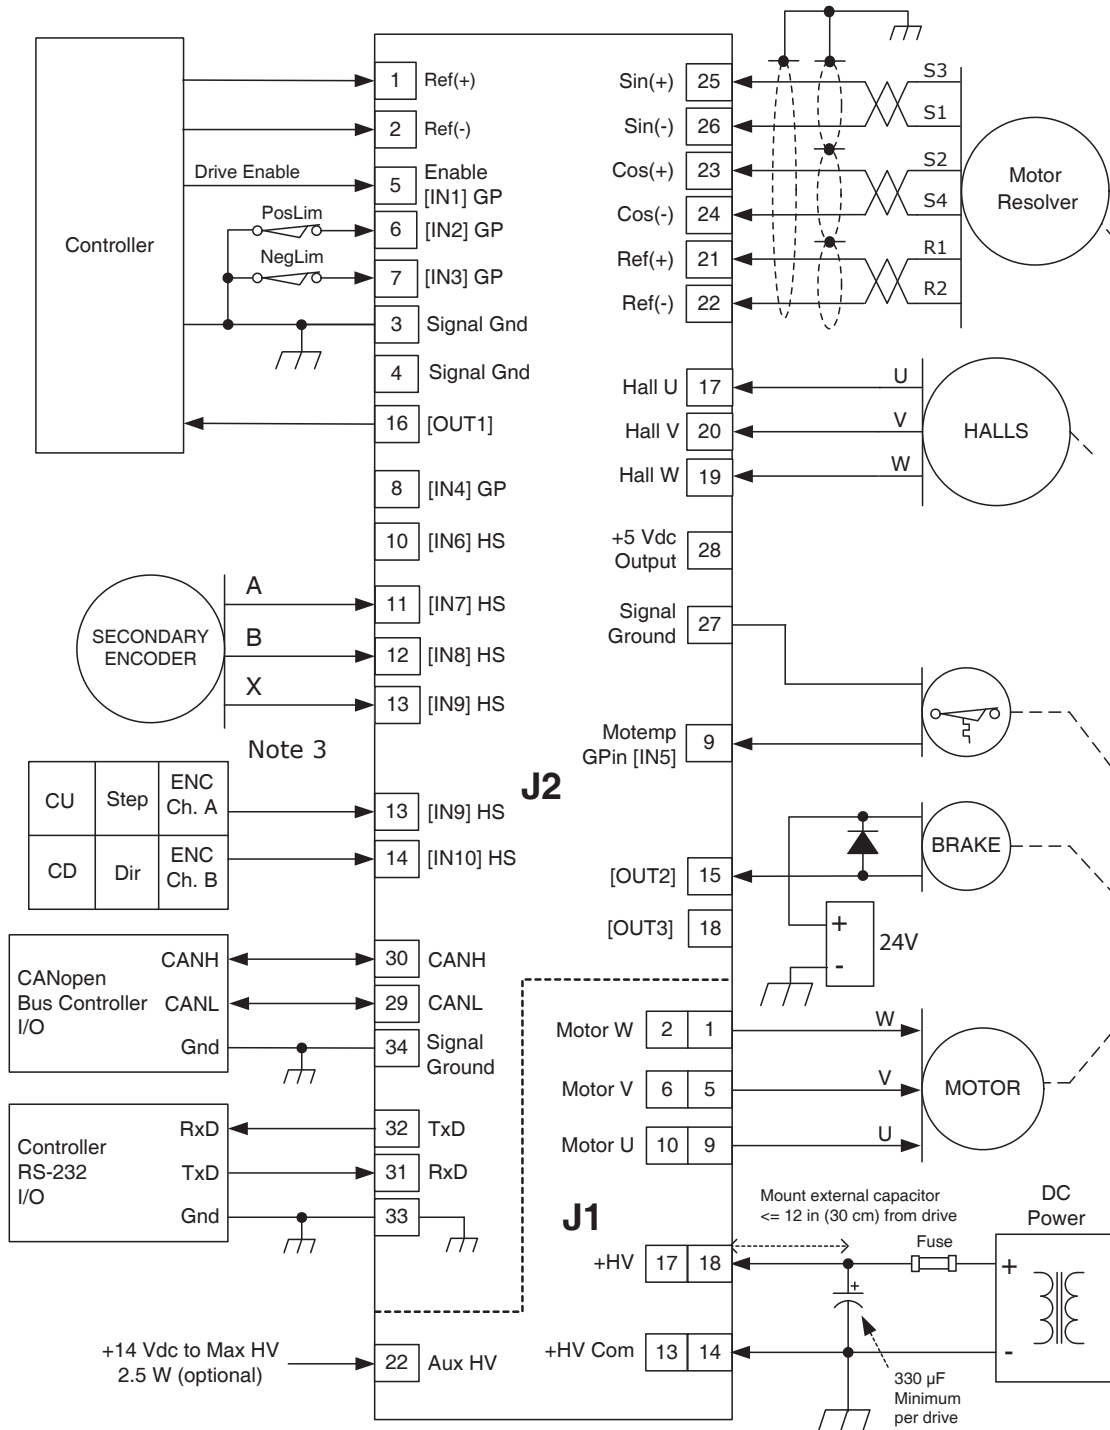 Controller
Drive Enable
PosLim
NegLim
1 Ref(+)
2 Ref(-)
5 Enable
[IN1] GP
6 [IN2] GP
7 [IN3] GP
3 Signal Gnd
4 Signal Gnd
16 [OUT1]
8 [IN4] GP
10 [IN6] HS
SECONDARY
ENCODER
A
B
X
11 [IN7] HS
12 [IN8] HS
13 [IN9] HS
Note 3
CU Step ENC
Ch. A
CD Dir ENC
Ch. B
13 [IN9] HS
14 [IN10] HS
CANopen
Bus Controller
I/O
CANH
CANL
Gnd
30 CANH
29 CANL
34 Signal
Ground
Controller
RS-232
I/O
RxD
TxD
Gnd
32 TxD
31 RxD
33
+14 Vdc to Max HV
2.5 W (optional)
22 Aux HV
J2
J1
Sin(+) 25
Sin(-) 26
Cos(+) 23
Cos(-) 24
Ref(+) 21
Ref(-) 22
S3
S1
S2
S4
R1
R2
Motor
Resolver
Hall U 17
Hall V 20
Hall W 19
U
V
W
HALLS
+5 Vdc
Output 28
Signal
Ground 27
Motemp
GPin [IN5] 9
[OUT2] 15
[OUT3] 18
BRAKE
+
-
24V
Motor W 2 1
Motor V 6 5
Motor U 10 9
W
V
U
MOTOR
Mount external capacitor
<= 12 in (30 cm) from drive
DC
Power
Fuse
+HV 17 18
+
+
+HV Com 13 14
-
330 µF
Minimum
per drive